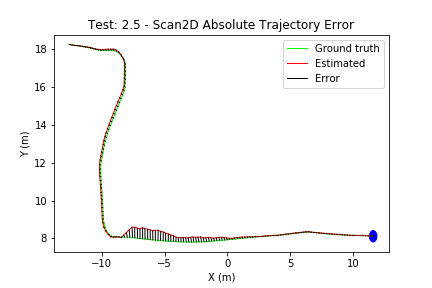 Test: 2.5 - Scan2D Absolute Trajectory Error
Ground truth
Estimated
Error
18
16
14
12
10
8
Y (m)
−10
−5
0
5
10
X (m)